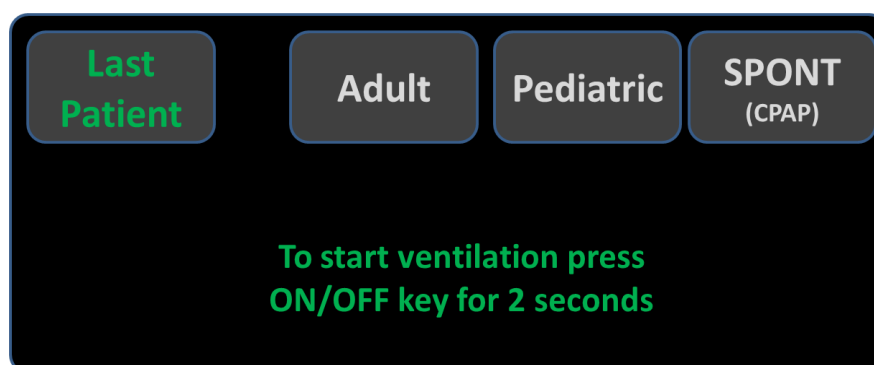 Last
Patient
Adult
Pediatric
SPONT
(CPAP)
To start ventilation press
ON/OFF key for 2 seconds